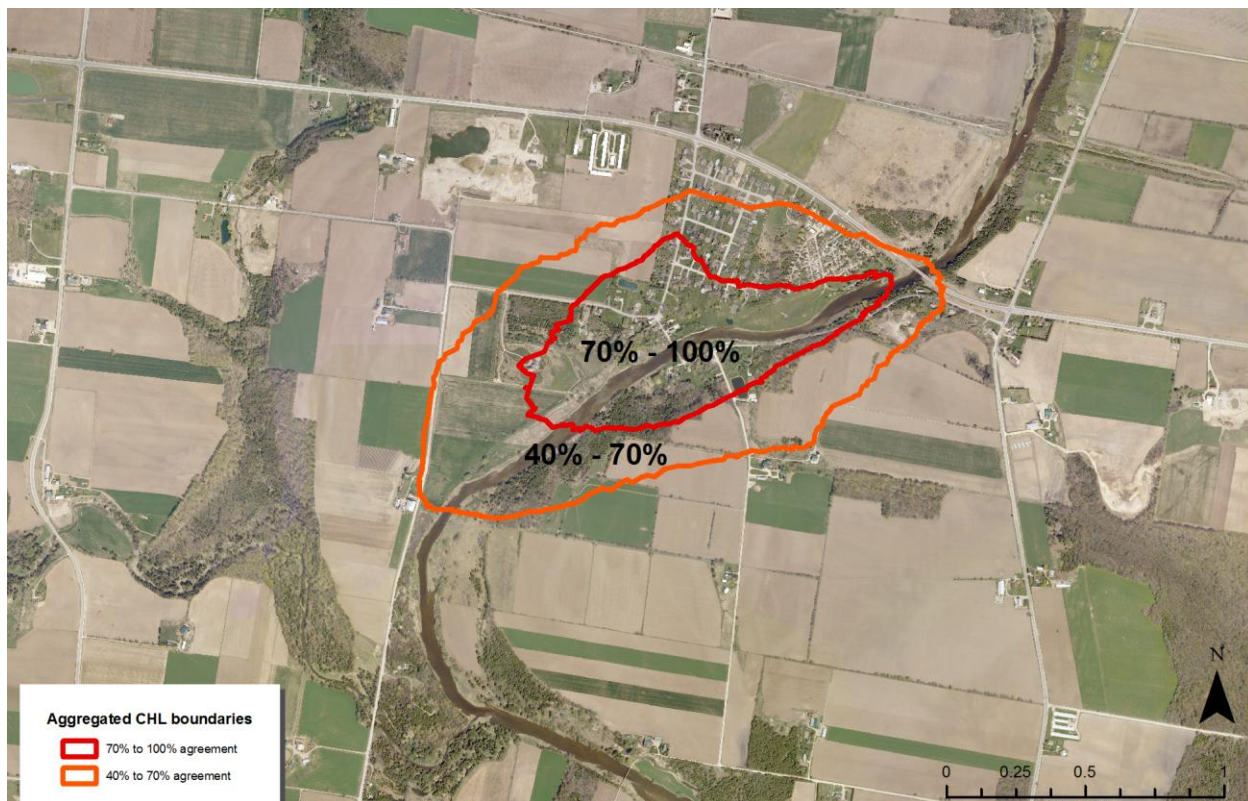 70% - 100%
40% - 70%
N
Aggregated CHL boundaries
70% to 100% agreement
40% to 70% agreement
0 0.25 0.5 1